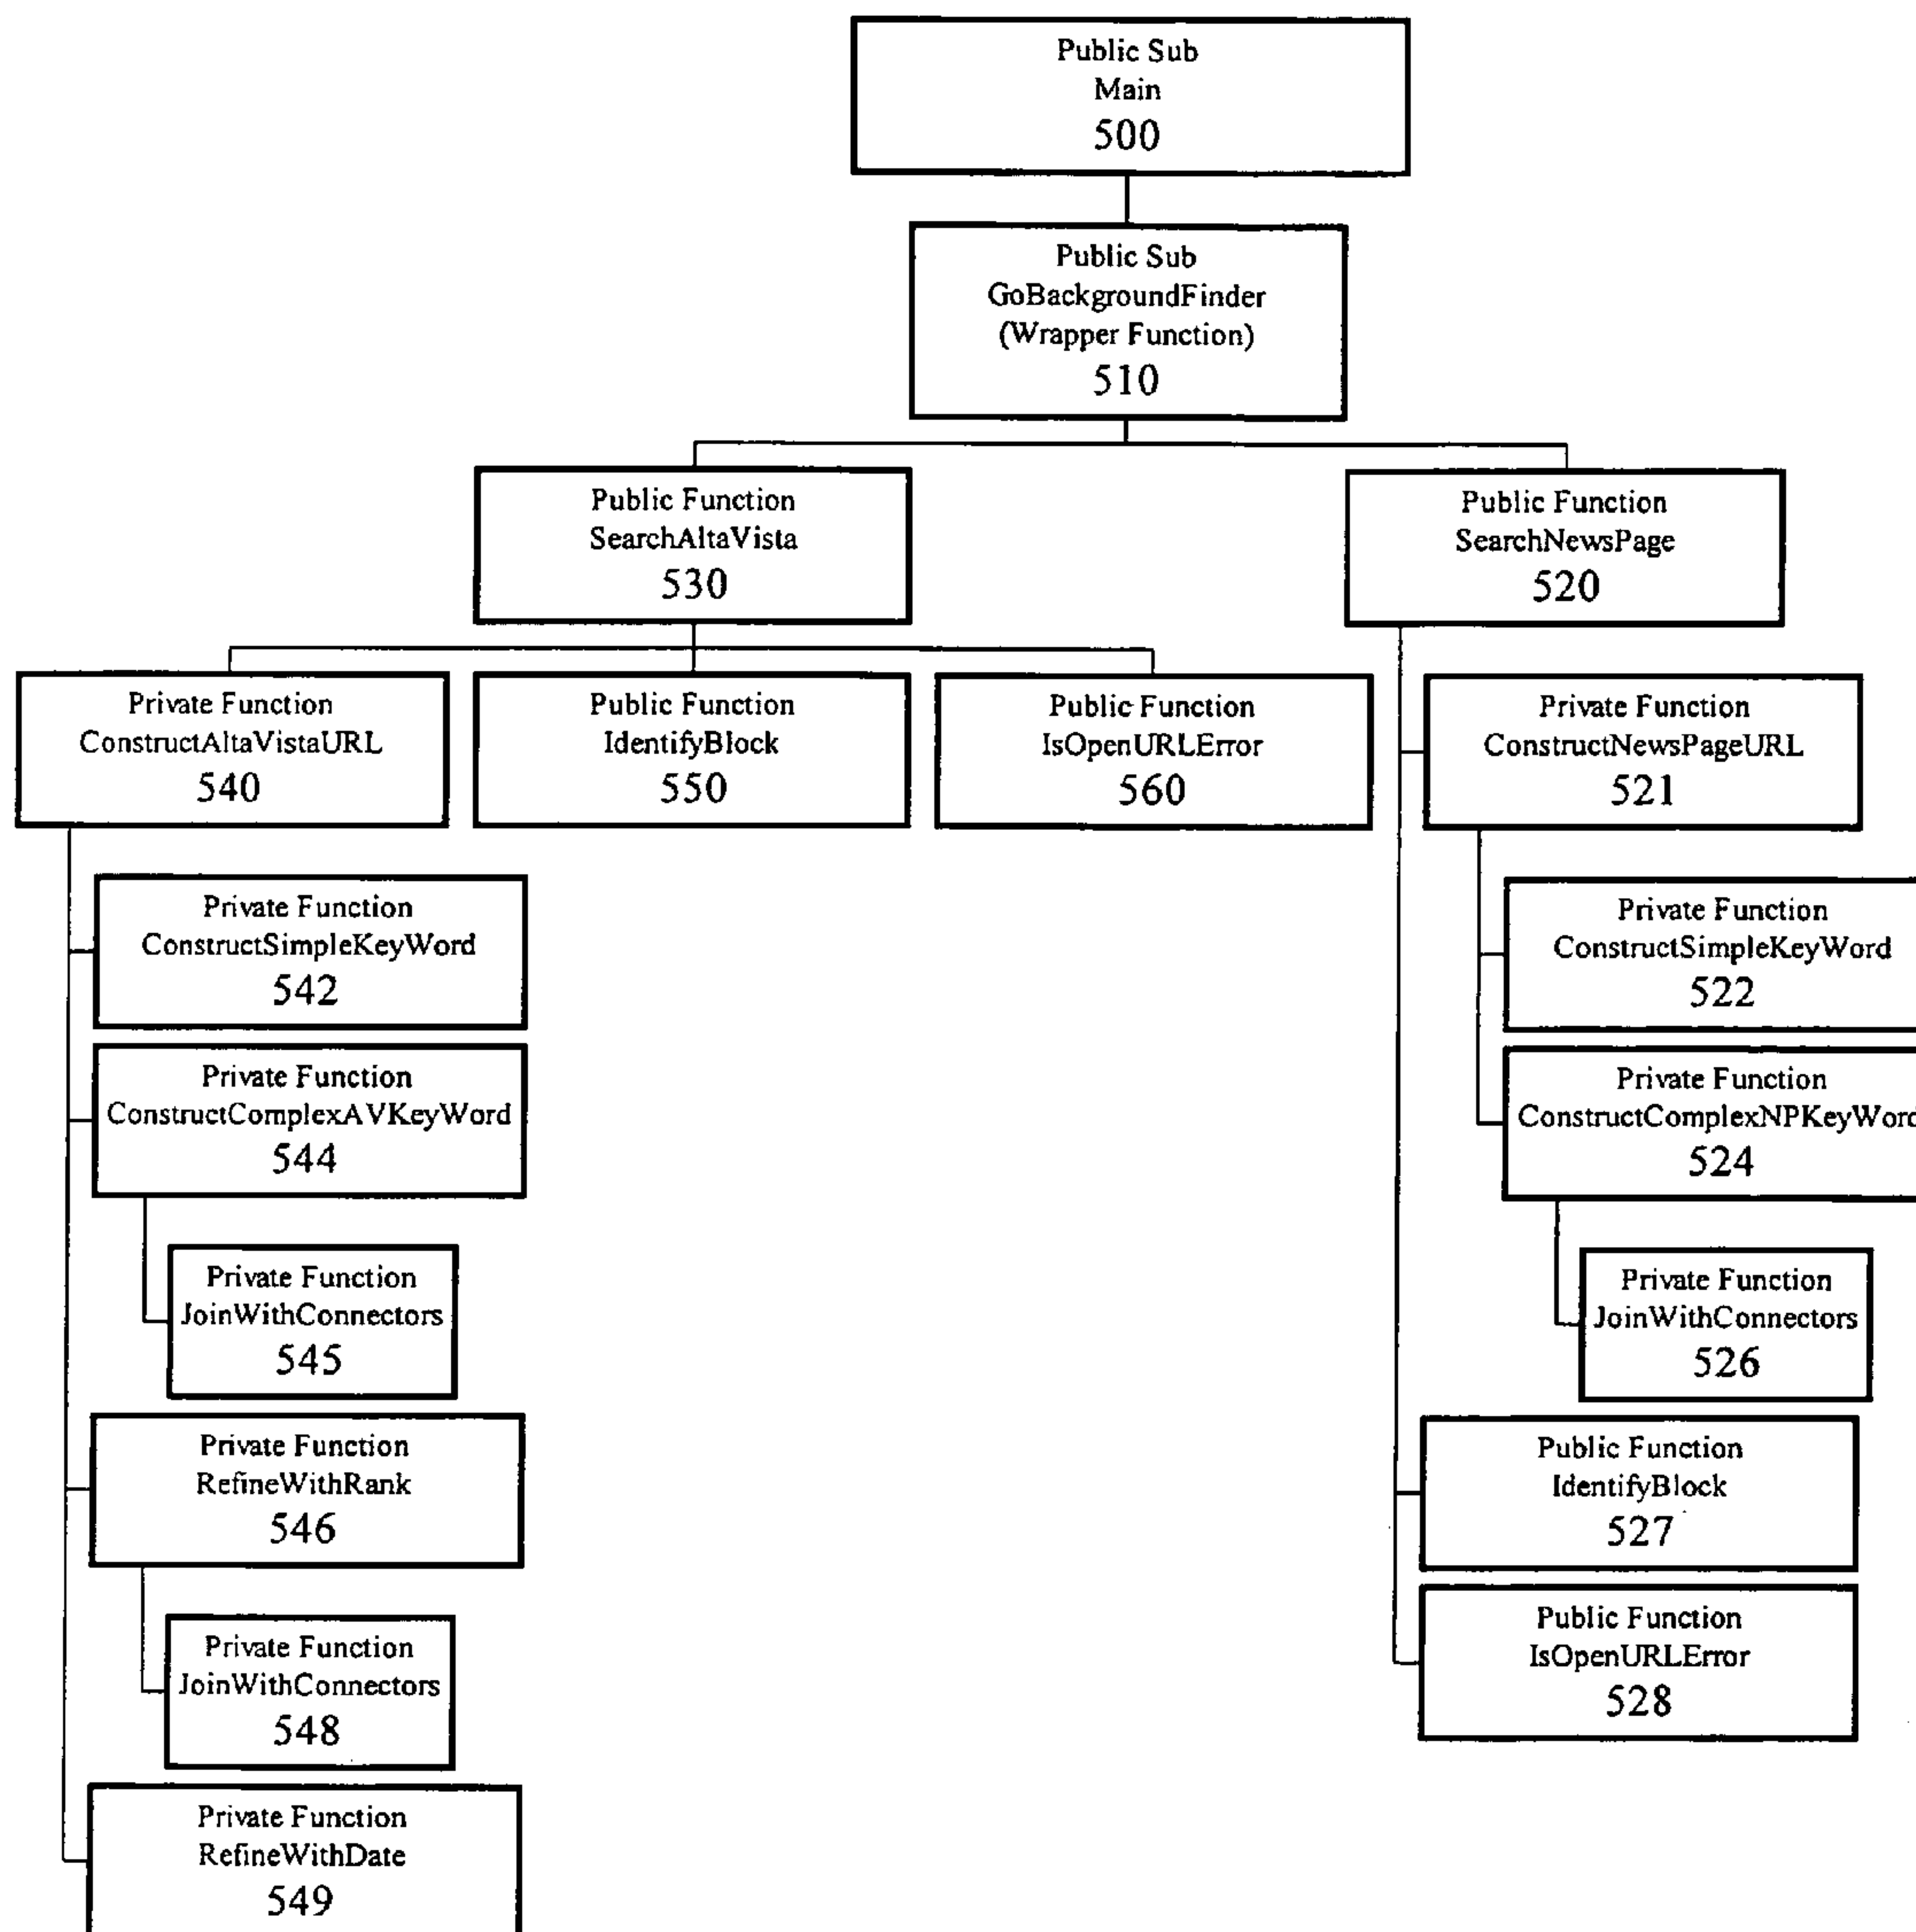 Public Sub
Main
500
Public Sub
GoBackgroundFinder
(Wrapper Function)
510
Public Function
SearchAltaVista
530
Public Function
SearchNewsPage
520
Private Function
ConstructAltaVistaURL
540
Public Function
IdentifyBlock
550
Public Function
IsOpenURLError
560
Private Function
ConstructNewsPageURL
521
Private Function
ConstructSimpleKeyWord
542
Private Function
ConstructComplexAVKeyWord
544
Private Function
JoinWithConnectors
545
Private Function
RefineWithRank
546
Private Function
JoinWithConnectors
548
Private Function
RefineWithDate
549
Private Function
ConstructSimpleKeyWord
522
Private Function
ConstructComplexNPKeyWord
524
Private Function
JoinWithConnectors
526
Public Function
IdentifyBlock
527
Public Function
IsOpenURLError
528